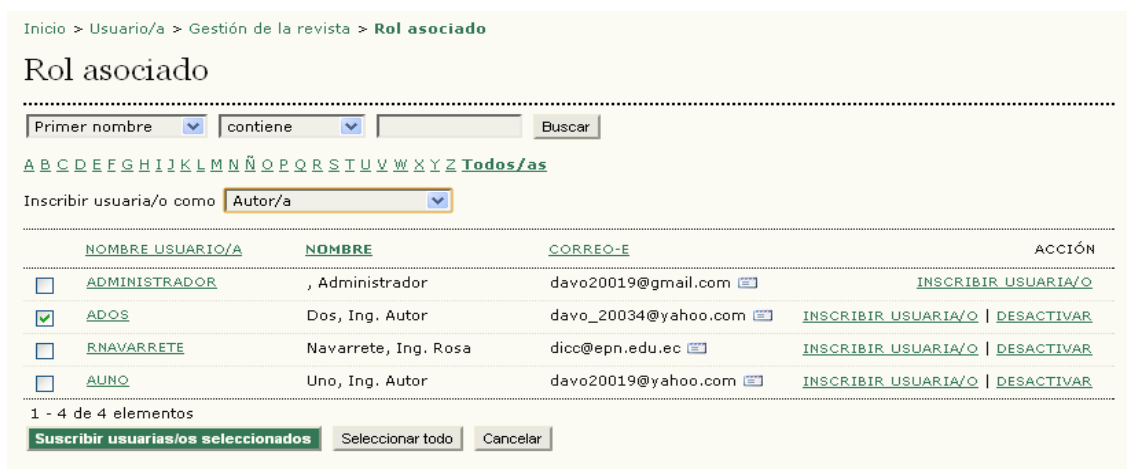 Inicio > Usuario/a > Gestión de la revista > Rol asociado
Rol asociado
Primer nombre contiene Buscar
A B C D E F G H I J K L M N Ñ O P Q R S T U V W X Y Z Todos/as
Inscribir usuaria/o como Autor/a
NOMBRE USUARIO/A NOMBRE CORREO-E ACCIÓN
ADMINISTRADOR , Administrador davo20019@gmail.com INSCRIBIR USUARIA/O
ADOS Dos, Ing. Autor davo_20034@yahoo.com INSCRIBIR USUARIA/O | DESACTIVAR
RNAVARRETE Navarrete, Ing. Rosa dicc@epn.edu.ec INSCRIBIR USUARIA/O | DESACTIVAR
AUNO Uno, Ing. Autor davo20019@yahoo.com INSCRIBIR USUARIA/O | DESACTIVAR
1 - 4 de 4 elementos
Suscribir usuarias/os seleccionados Seleccionar todo Cancelar